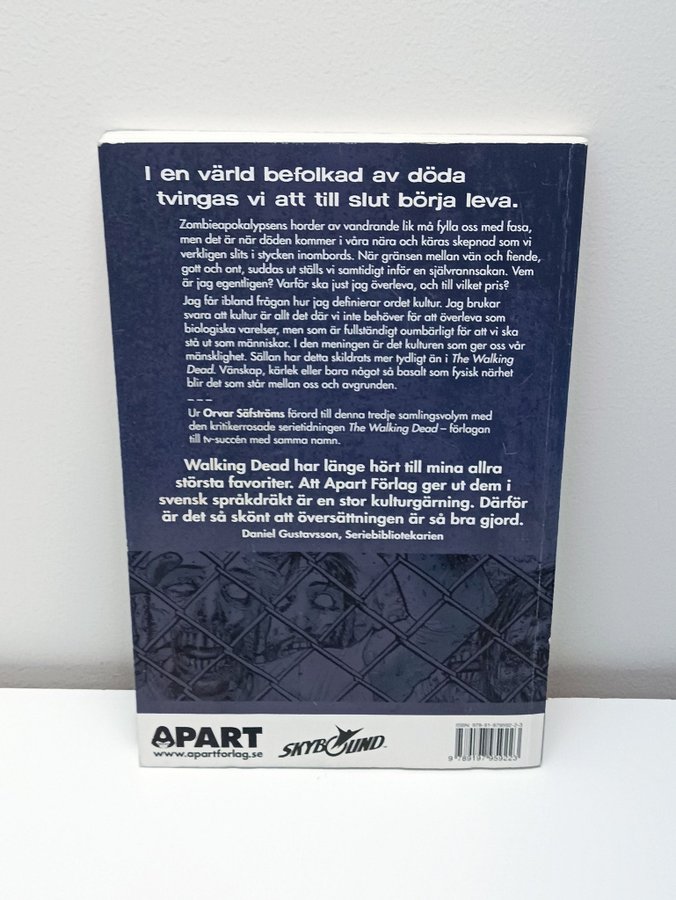 I en värld befolkad av döda
tvingas vi att till slut börja leva.
Zombieapokalypsens horder av vandrande lik må fylla oss med fasa,
men det är när döden kommer i våra nära och käras skepnad som vi
verkligen slits i stycken inombords. När gränsen mellan vän och fiende,
gott och ont, suddas ut ställs vi samtidigt inför en självrannsakan. Vem
är jag egentligen? Varför ska just jag överleva, och till vilket pris?
Jag får ibland frågan hur jag definierar ordet kultur. Jag brukar
svara att kultur är allt det där vi inte behöver för att överleva som
biologiska varelser, men som är fullständigt oumbärligt för att vi ska
stå ut som människor. I den meningen är det kulturen som ger oss vår
mänsklighet. Sällan har detta skildrats mer tydligt än i The Walking
Dead. Vänskap, kärlek eller bara något så basalt som fysisk närhet
blir det som står mellan oss och avgrunden.
– – –
Ur Orvar Säfströms förord till denna tredje samlingsvolym med
den kritikerrosade serietidningen The Walking Dead – förlagan
till tv-succén med samma namn.
Walking Dead har länge hört till mina allra
största favoriter. Att Apart Förlag ger ut dem i
svensk språkdräkt är en stor kulturgärning. Därför
är det så skönt att översättningen är så bra gjord.
Daniel Gustavsson, Seriebibliotekarien
APART
www.apartforlag.se
SKYBOUND™
ISBN: 978-91-979592-2-3
9 789197 959223